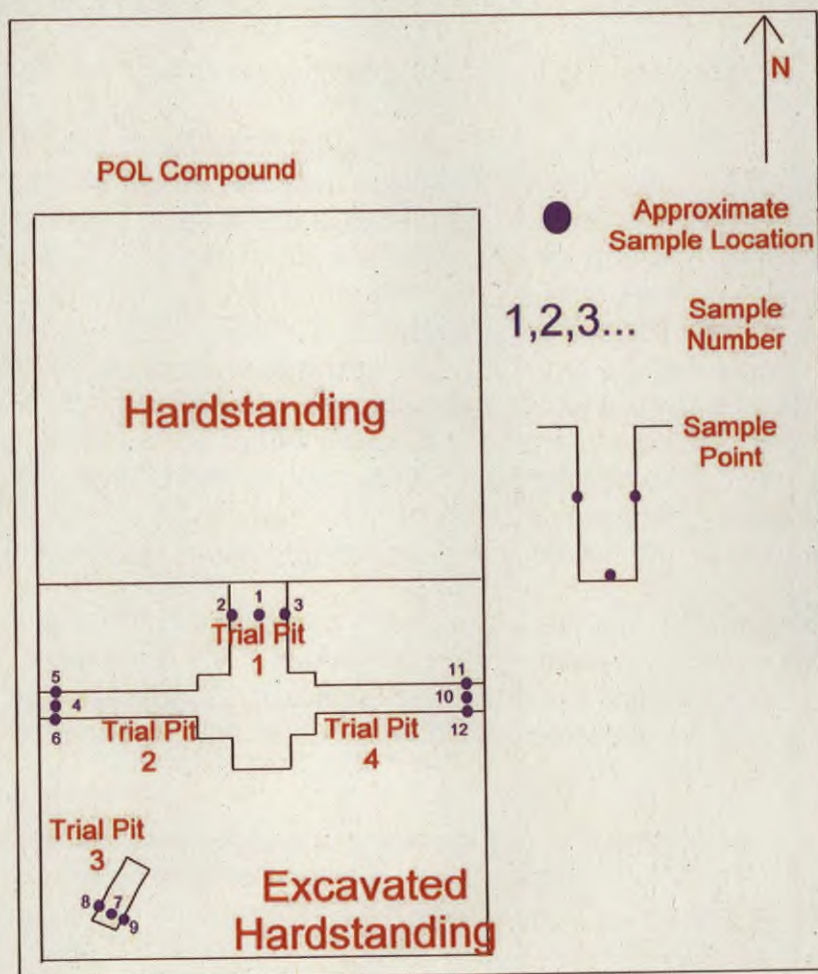 N
POL Compound
Approximate
Sample Location
1,2,3...
Sample
Number
Hardstanding
Sample
Point
2
1
3
Trial Pit
1
5
4
6
11
10
12
Trial Pit
2
Trial Pit
4
Trial Pit
3
8
7
9
Excavated
Hardstanding